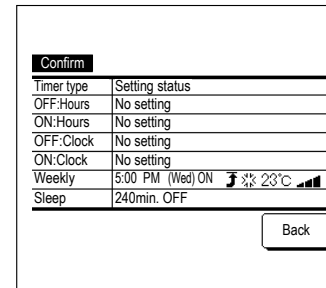 Confirm
Timer type Setting status
OFF:Hours No setting
ON:Hours No setting
OFF:Clock No setting
ON:Clock No setting
Weekly 5:00 PM (Wed) ON 23°C
Sleep 240min. OFF
Back